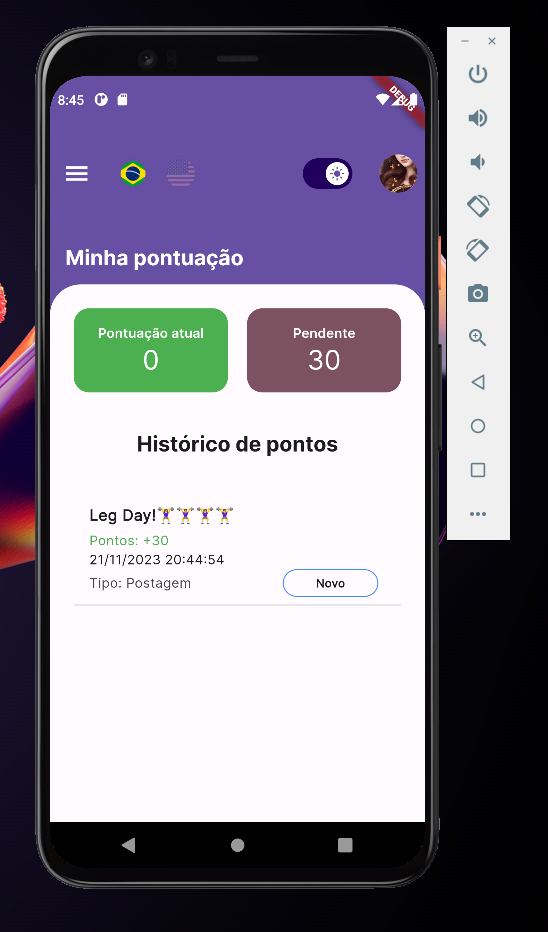 8:45
DEBUG
Minha pontuação
Pontuação atual
0
Pendente
30
Histórico de pontos
Leg Day!🏋️‍♀️🏋️‍♀️🏋️‍♀️🏋️‍♀️
Pontos: +30
21/11/2023 20:44:54
Tipo: Postagem
Novo